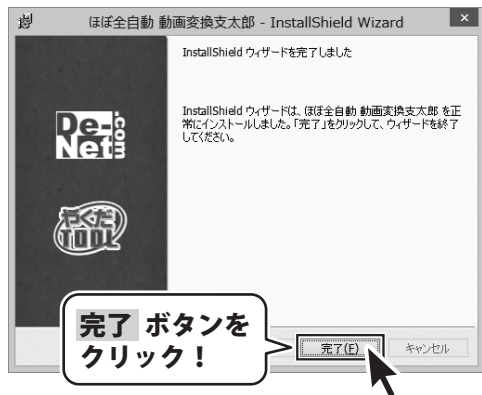 ほぼ全自動 動画変換支太郎 - InstallShield Wizard
InstallShield ウィザードを完了しました
InstallShield ウィザードは、ほぼ全自動 動画変換支太郎 を正
常にインストールしました。「完了」をクリックして、ウィザードを終了
してください。
De-
Net
.com
やくだ
TOOL
完了 ボタンを
クリック！
完了(F)
キャンセル